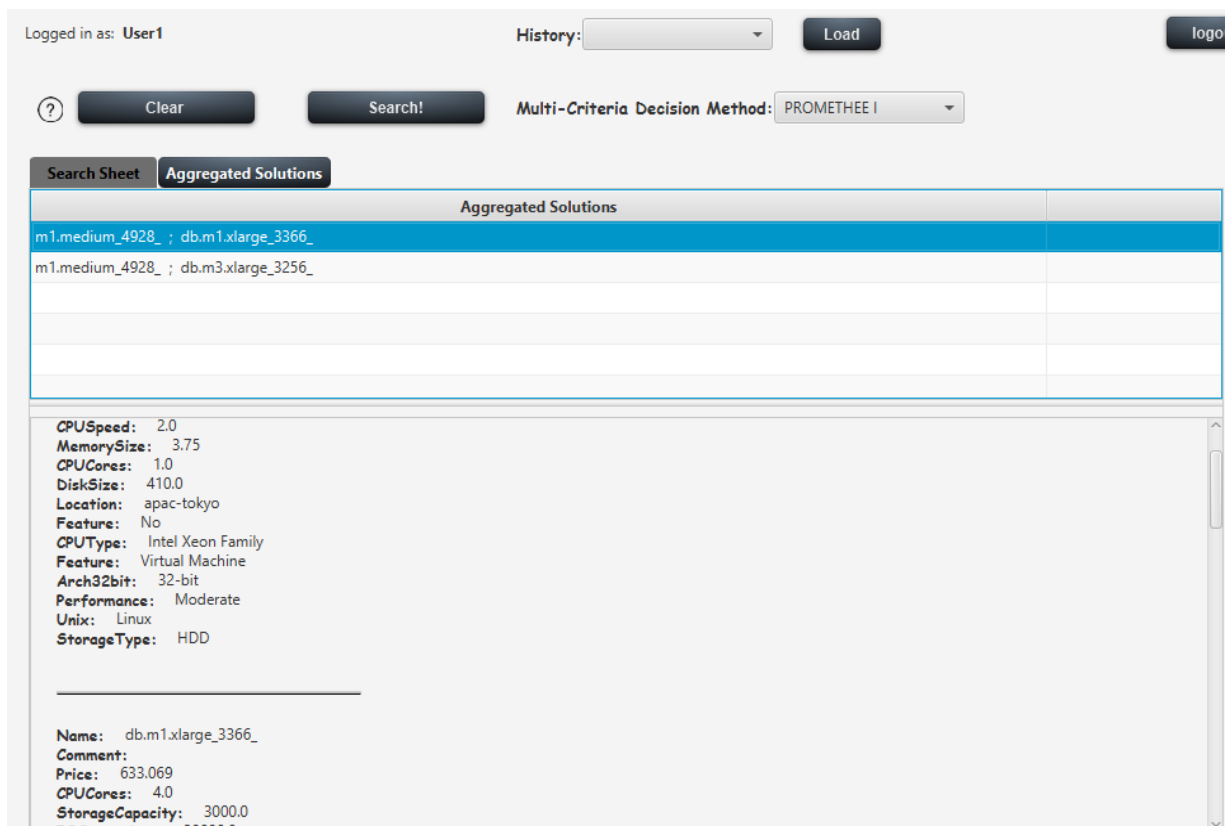 Logged in as: User1 History: Load logo
? Clear Search! Multi-Criteria Decision Method: PROMETHEE I
Search Sheet Aggregated Solutions
Aggregated Solutions
m1.medium_4928_ ; db.m1.xlarge_3366_
m1.medium_4928_ ; db.m3.xlarge_3256_
CPUSpeed: 2.0
MemorySize: 3.75
CPUCores: 1.0
DiskSize: 410.0
Location: apac-tokyo
Feature: No
CPUType: Intel Xeon Family
Feature: Virtual Machine
Arch32bit: 32-bit
Performance: Moderate
Unix: Linux
StorageType: HDD
Name: db.m1.xlarge_3366_
Comment:
Price: 633.069
CPUCores: 4.0
StorageCapacity: 3000.0